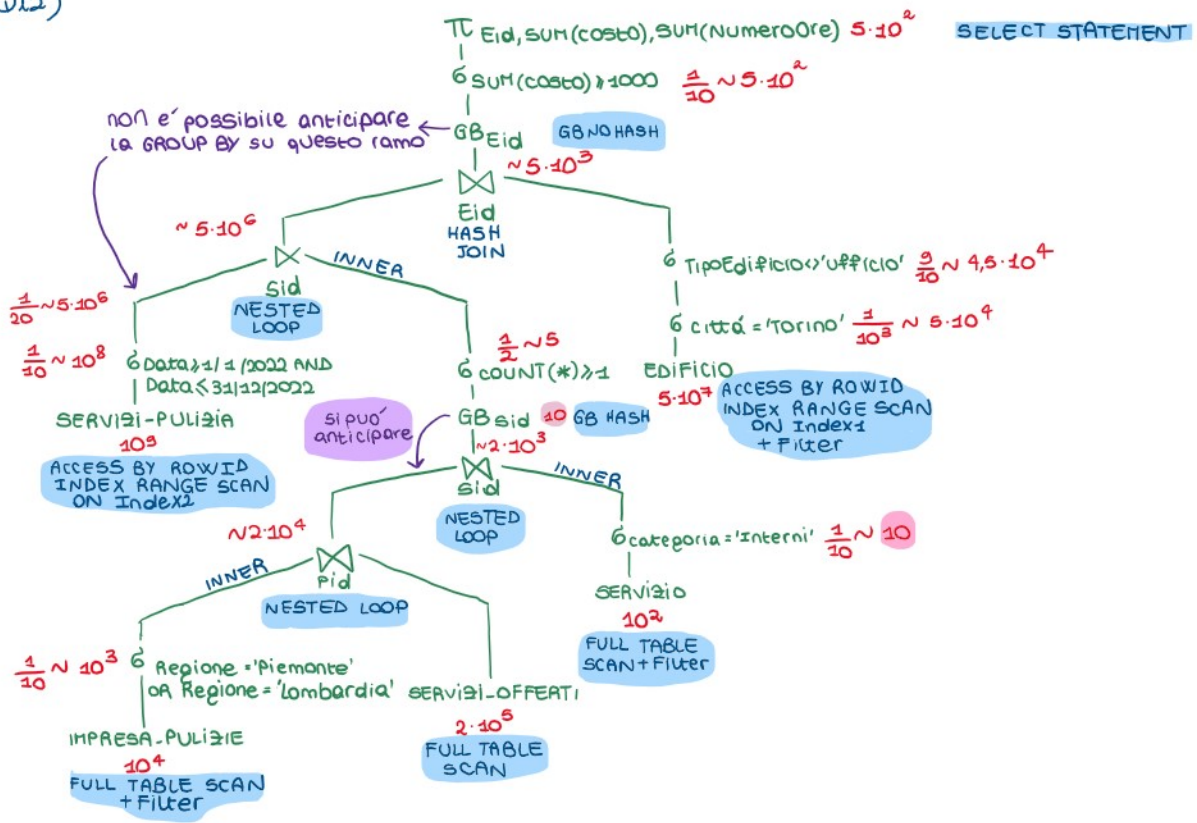 π Eid, SUM(costo), SUM(NumeroOre) 5·10²
SELECT STATEMENT
σ SUM(costo)≥1000 1/10 ~ 5·10²
non é possibile anticipare
la GROUP BY su questo ramo
GB Eid
GB NO HASH
~5·10³
⋈
Eid
HASH
JOIN
~5·10⁶
⋈
Sid
NESTED
LOOP
INNER
1/20 ~5·10⁶
1/10 ~ 10⁸
σ Data≥1/1/2022 AND
Data≤31/12/2022
SERVIZI-PULIZIA
10⁹
ACCESS BY ROWID
INDEX RANGE SCAN
ON Index2
σ TipoEdificio<>'ufficio' 9/10 ~ 4,5·10⁴
σ cittá='Torino' 1/10³ ~ 5·10⁴
EDIFICIO
5·10⁷
ACCESS BY ROWID
INDEX RANGE SCAN
ON Index1
+ Filter
1/2 ~5
σ COUNT(*)≥1
GB Sid 10 GB HASH
si puó
anticipare
~2·10³
⋈
Sid
NESTED
LOOP
INNER
σ categoria='Interni' 1/10 ~ 10
SERVIZIO
10²
FULL TABLE
SCAN+Filter
~2·10⁴
⋈
Pid
NESTED LOOP
INNER
1/10 ~ 10³
σ Regione='Piemonte'
OR Regione='Lombardia'
IMPRESA-PULIZIE
10⁴
FULL TABLE SCAN
+ Filter
SERVIZI-OFFERTI
2·10⁵
FULL TABLE
SCAN